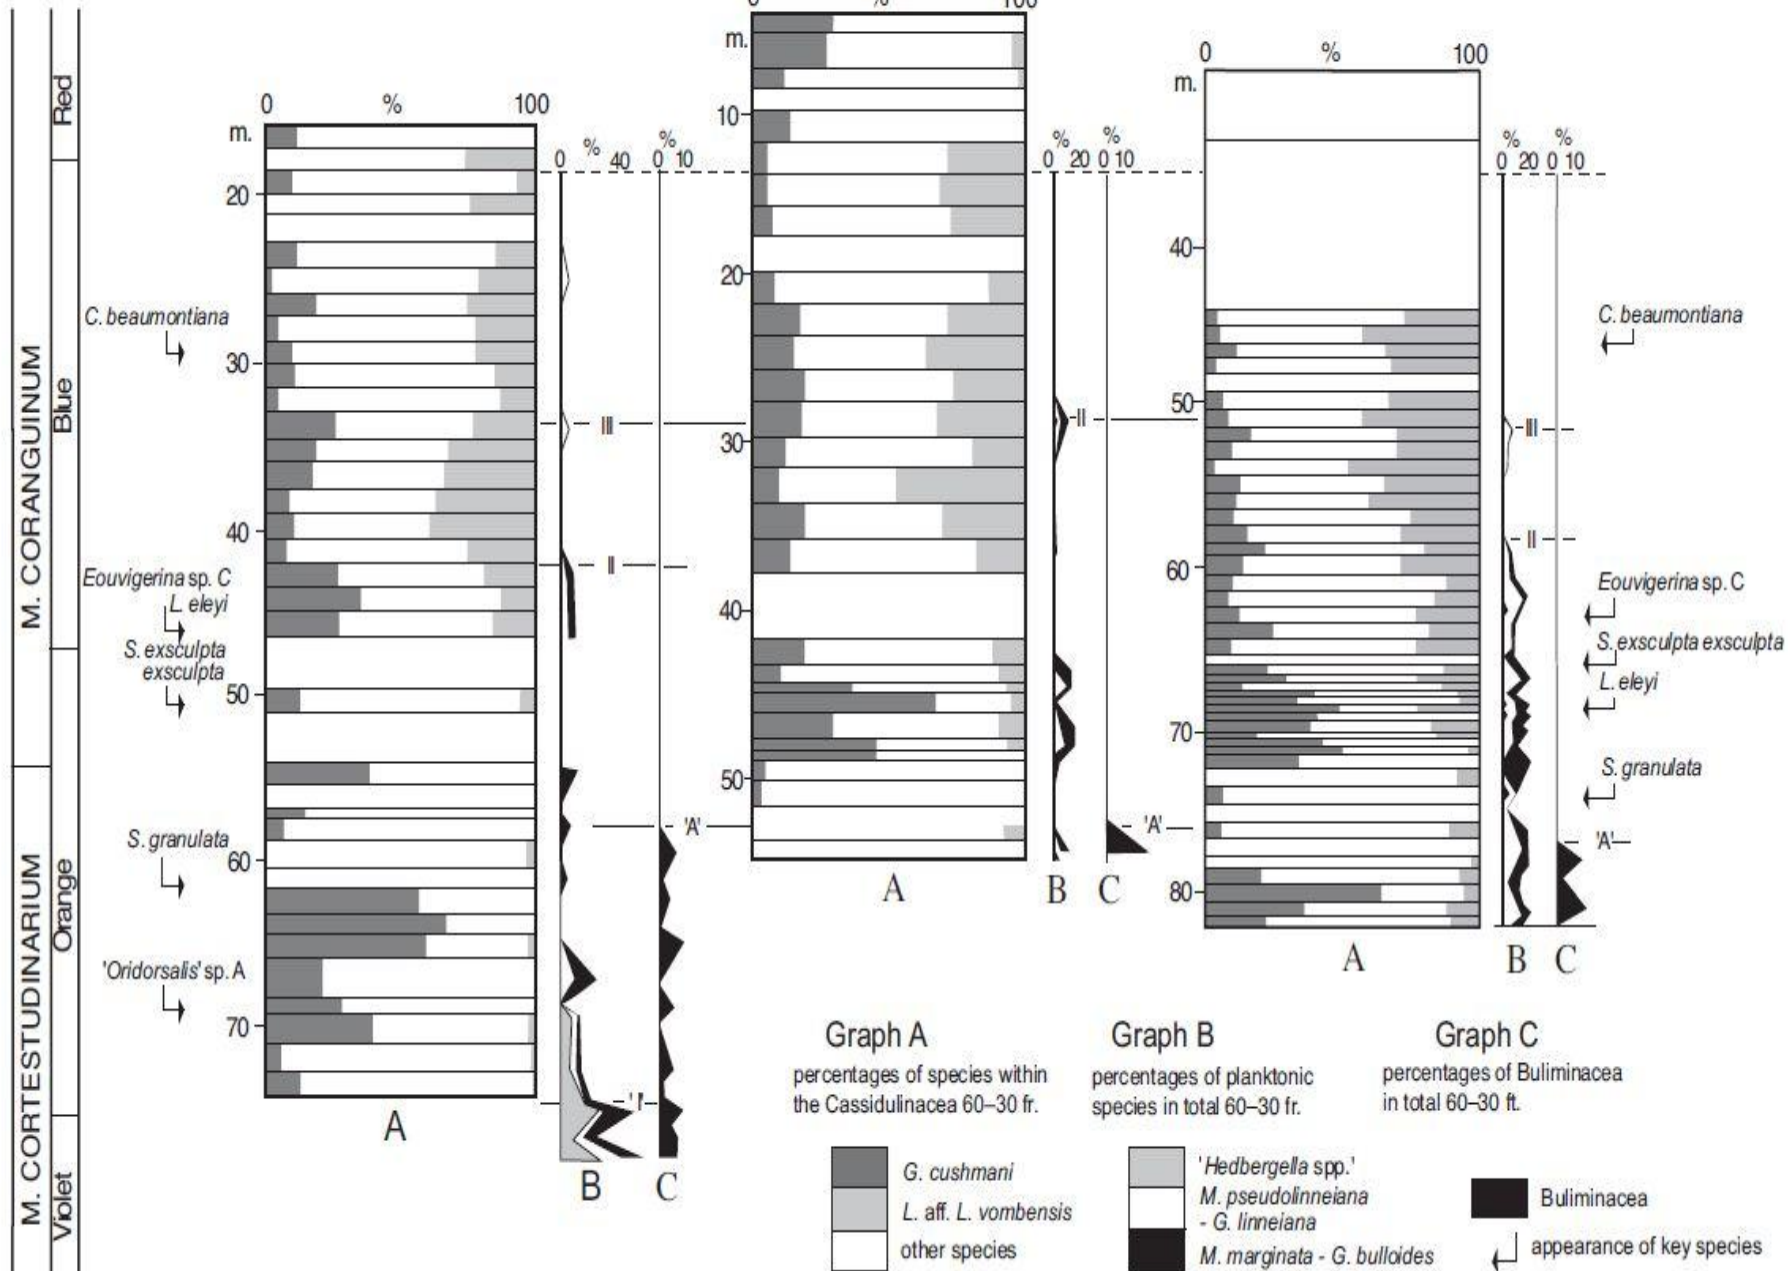 0 % 100
m.
10
20
30
40
50
A
% %
0 20 0 10
II
'A'
B C
0 % 100
m.
40
50
60
70
80
A
% %
0 20 0 10
III
II
'A'
B C
C. beaumontiana
Eouvigerina sp. C
S. exsculpta exsculpta
L. eleyi
S. granulata
0 % 100
m.
20
30
40
50
60
70
A
% %
0 40 0 10
III
II
'A'
'I'
B C
C. beaumontiana
Eouvigerina sp. C
L. eleyi
S. exsculpta
exsculpta
S. granulata
'Oridorsalis' sp. A
M. CORANGUINUM
M. CORTESTUDINARIUM
Red
Blue
Orange
Violet
Graph A
percentages of species within
the Cassidulinacea 60–30 fr.
G. cushmani
L. aff. L. vombensis
other species
Graph B
percentages of planktonic
species in total 60–30 fr.
'Hedbergella spp.'
M. pseudolinneiana
- G. linneiana
M. marginata - G. bulloides
Graph C
percentages of Buliminacea
in total 60–30 ft.
Buliminacea
appearance of key species